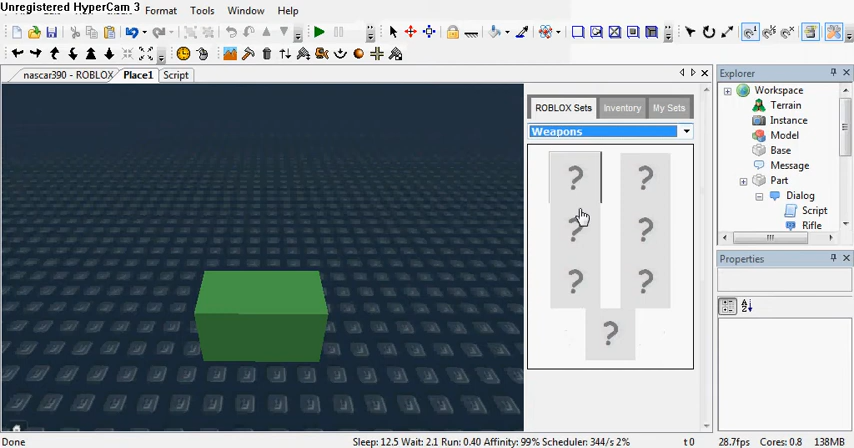 Unregistered HyperCam 3
Format Tools Window Help
nascar390 - ROBLOX Place1 Script
Explorer
ROBLOX Sets Inventory My Sets
Weapons
Workspace
Terrain
Instance
Model
Base
Message
Part
Dialog
Script
Rifle
Properties
? ?
? ?
? ?
?
Done
Sleep: 12.5 Wait: 2.1 Run: 0.40 Affinity: 99% Scheduler: 344/s 2%
t 0
28.7fps
Cores: 0.8
138MB